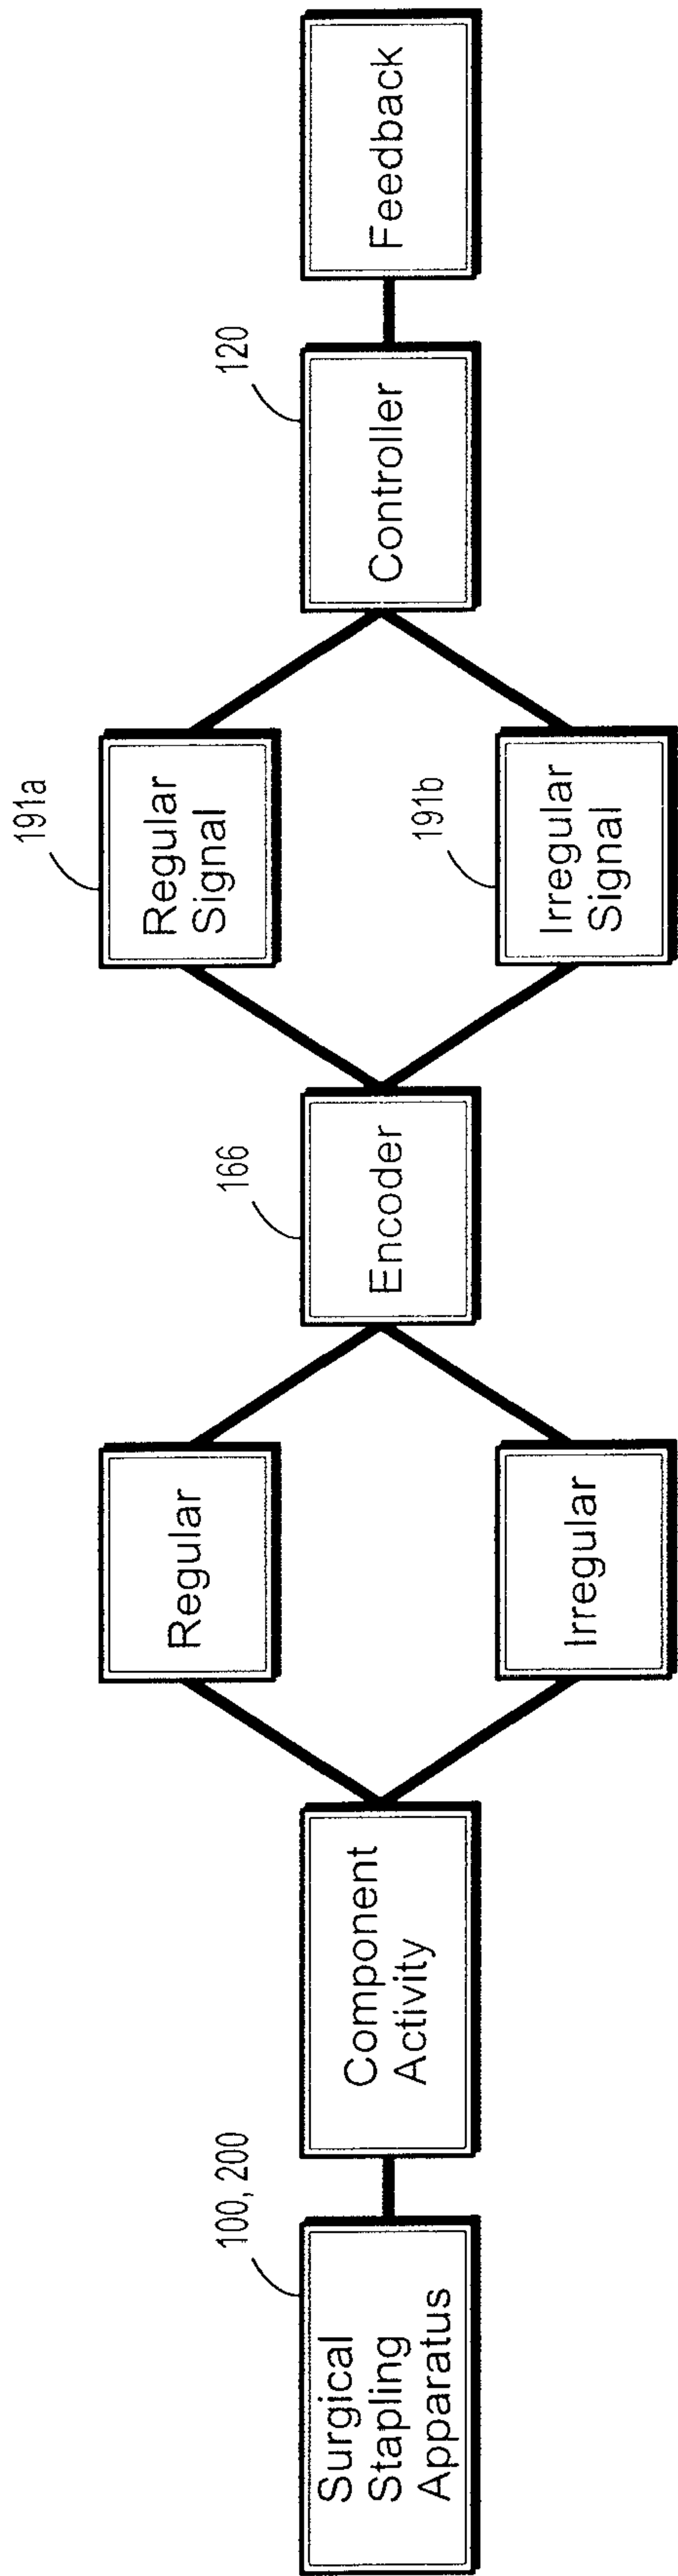 100, 200
Surgical
Stapling
Apparatus
Component
Activity
Regular
Irregular
166
Encoder
191a
Regular
Signal
191b
Irregular
Signal
120
Controller
Feedback